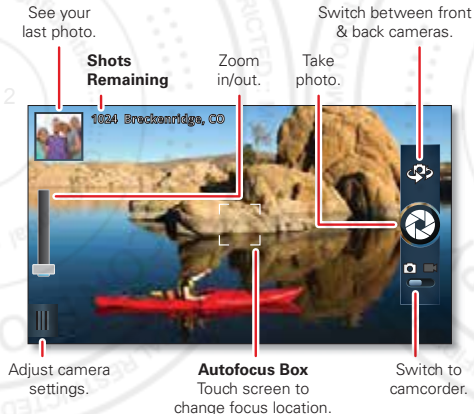 See your
last photo.
Switch between front
& back cameras.
Shots
Remaining
Zoom
in/out.
Take
photo.
2
1024 Breckenridge, CO
Adjust camera
settings.
Autofocus Box
Touch screen to
change focus location.
Switch to
camcorder.